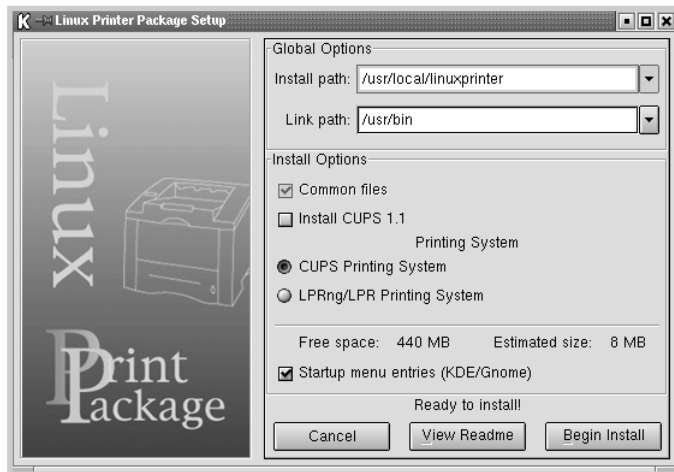 Linux Printer Package Setup
Linux
Print
Package
Global Options
Install path: /usr/local/linuxprinter
Link path: /usr/bin
Install Options
Common files
Install CUPS 1.1
Printing System
CUPS Printing System
LPRng/LPR Printing System
Free space: 440 MB Estimated size: 8 MB
Startup menu entries (KDE/Gnome)
Ready to install!
Cancel View Readme Begin Install